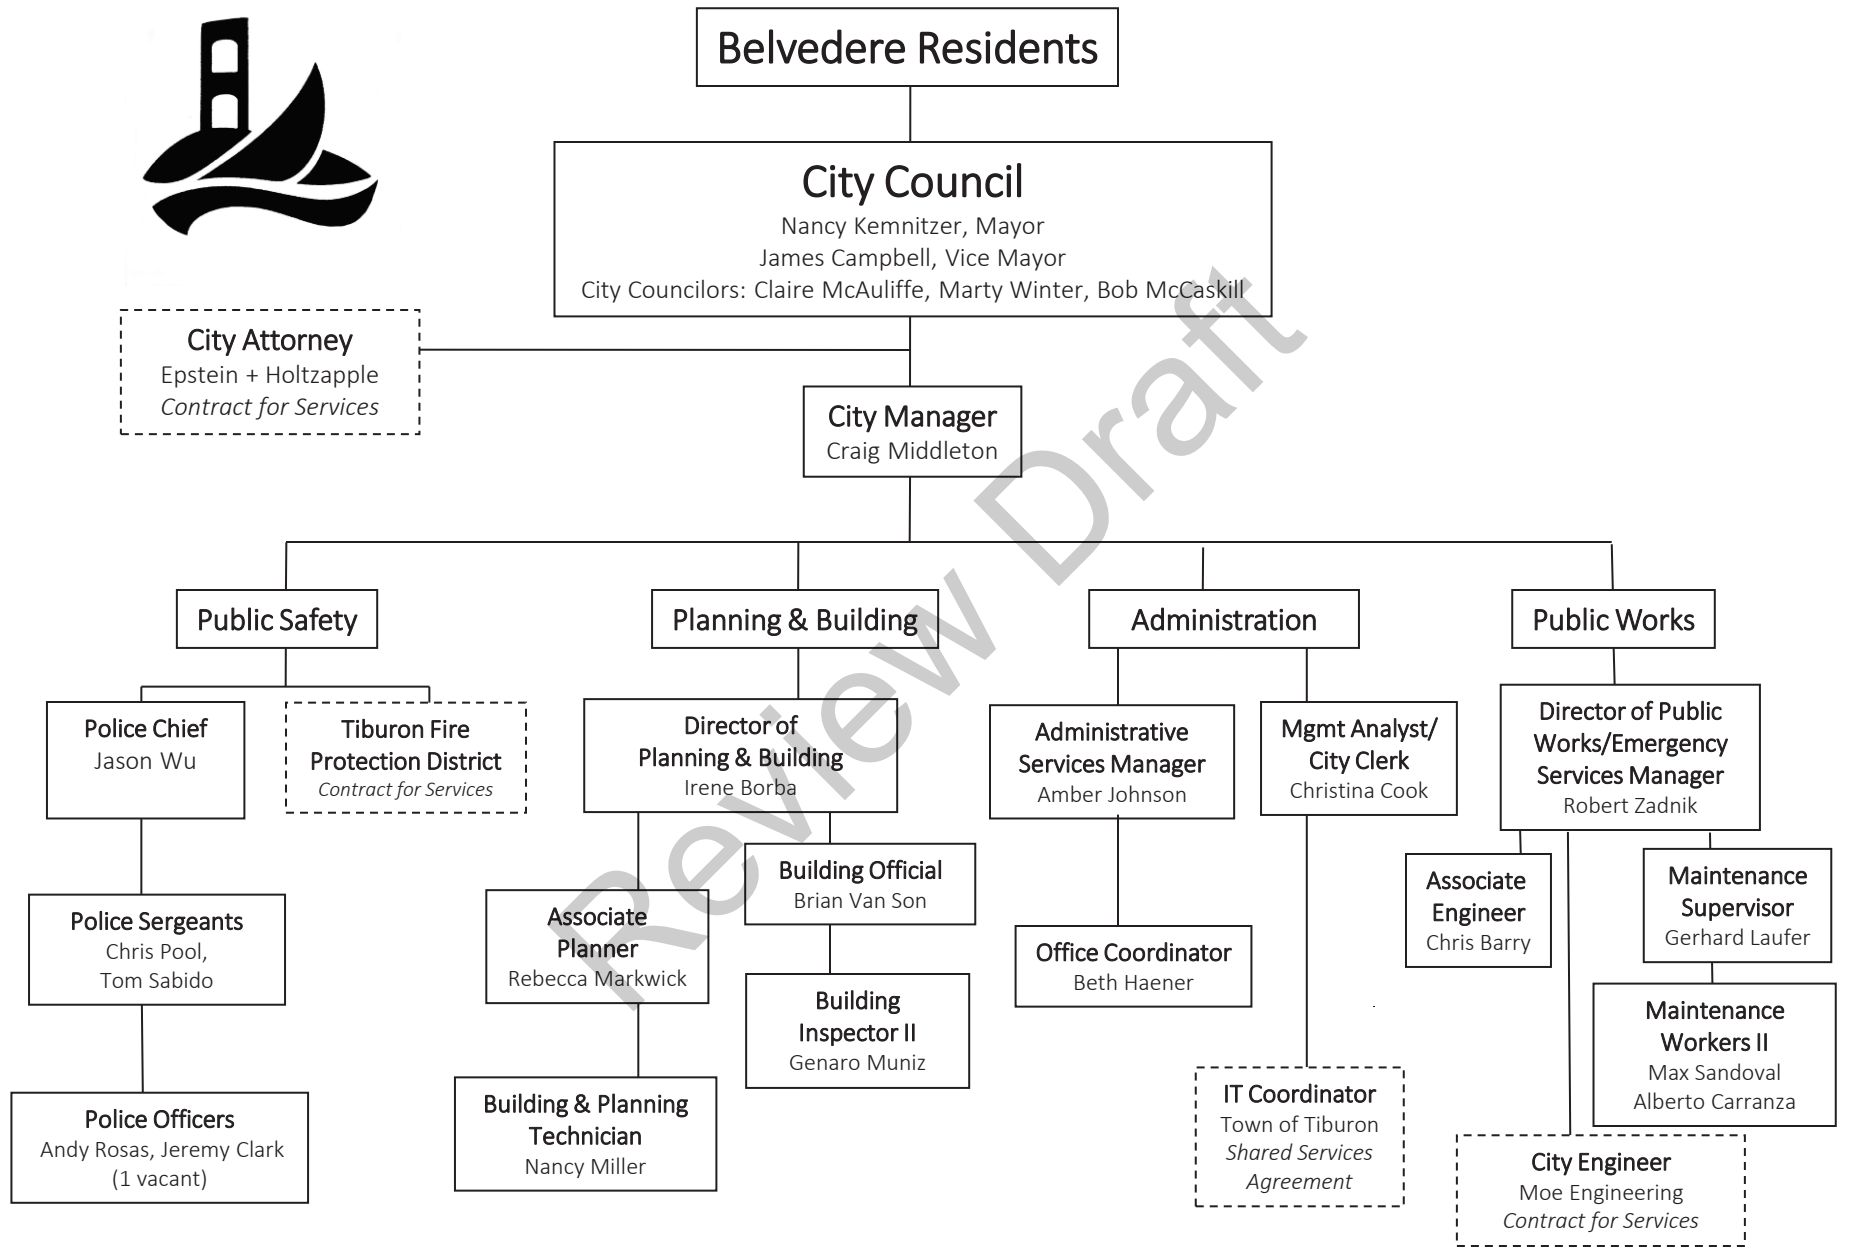 Belvedere Residents
City Council
Nancy Kemnitzer, Mayor
James Campbell, Vice Mayor
City Councilors: Claire McAuliffe, Marty Winter, Bob McCaskill
City Attorney
Epstein + Holtzapple
Contract for Services
City Manager
Craig Middleton
Public Safety
Planning & Building
Administration
Public Works
Police Chief
Jason Wu
Tiburon Fire
Protection District
Contract for Services
Police Sergeants
Chris Pool,
Tom Sabido
Police Officers
Andy Rosas, Jeremy Clark
(1 vacant)
Director of
Planning & Building
Irene Borba
Associate
Planner
Rebecca Markwick
Building & Planning
Technician
Nancy Miller
Building Official
Brian Van Son
Building
Inspector II
Genaro Muniz
Administrative
Services Manager
Amber Johnson
Office Coordinator
Beth Haener
Mgmt Analyst/
City Clerk
Christina Cook
IT Coordinator
Town of Tiburon
Shared Services
Agreement
Director of Public
Works/Emergency
Services Manager
Robert Zadnik
Associate
Engineer
Chris Barry
Maintenance
Supervisor
Gerhard Laufer
Maintenance
Workers II
Max Sandoval
Alberto Carranza
City Engineer
Moe Engineering
Contract for Services
Review Draft